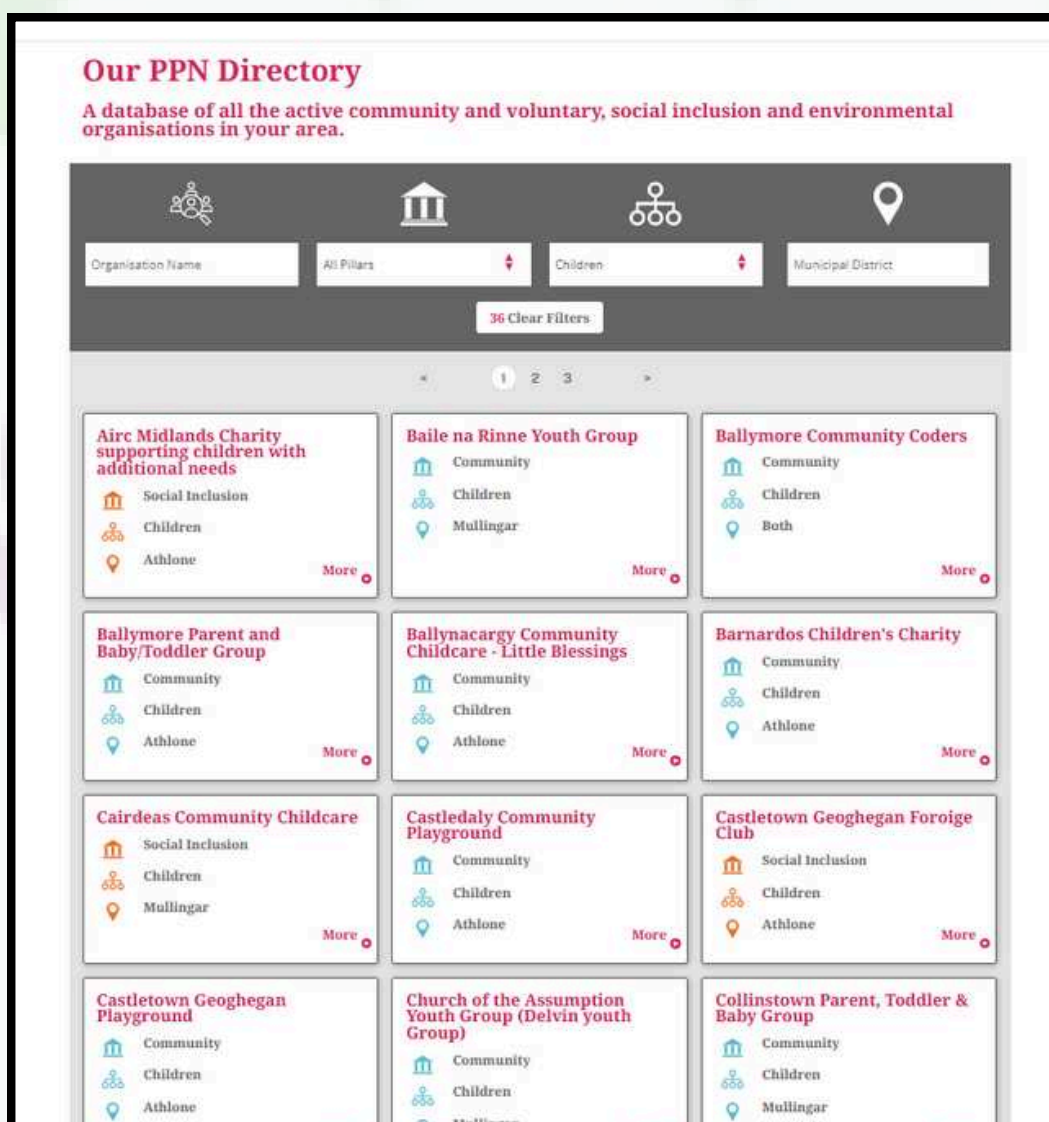 Our PPN Directory
A database of all the active community and voluntary, social inclusion and environmental
organisations in your area.
Organisation Name
All Pillars
Children
Municipal District
36 Clear Filters
« 1 2 3 »
Airc Midlands Charity
supporting children with
additional needs
Social Inclusion
Children
Athlone
More
Baile na Rinne Youth Group
Community
Children
Mullingar
More
Ballymore Community Coders
Community
Children
Both
More
Ballymore Parent and
Baby/Toddler Group
Community
Children
Athlone
More
Ballynacargy Community
Childcare - Little Blessings
Community
Children
Athlone
More
Barnardos Children's Charity
Community
Children
Athlone
More
Cairdeas Community Childcare
Social Inclusion
Children
Mullingar
More
Castledaly Community
Playground
Community
Children
Athlone
More
Castletown Geoghegan Foroige
Club
Social Inclusion
Children
Athlone
More
Castletown Geoghegan
Playground
Community
Children
Athlone
Church of the Assumption
Youth Group (Delvin youth
Group)
Community
Children
Collinstown Parent, Toddler &
Baby Group
Community
Children
Mullingar